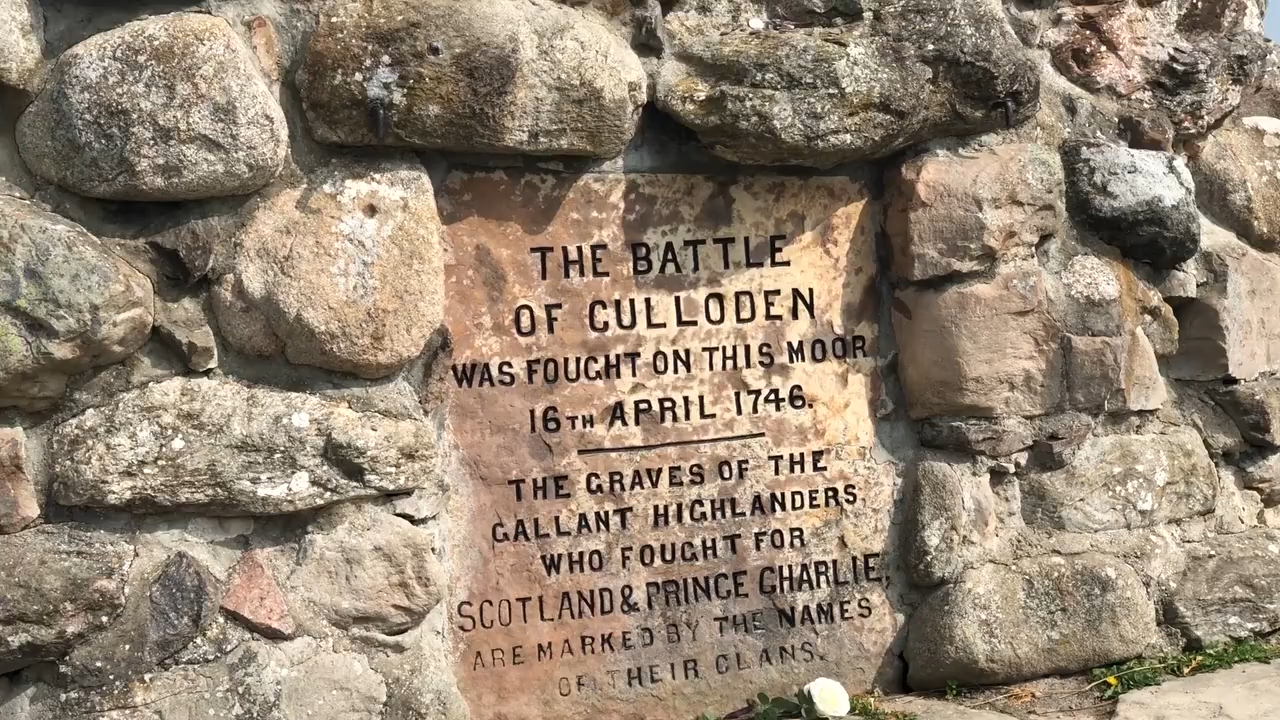 THE BATTLE
OF CULLODEN
WAS FOUGHT ON THIS MOOR
16TH APRIL 1746.
THE GRAVES OF THE
GALLANT HIGHLANDERS
WHO FOUGHT FOR
SCOTLAND & PRINCE CHARLIE,
ARE MARKED BY THE NAMES
OF THEIR CLANS.